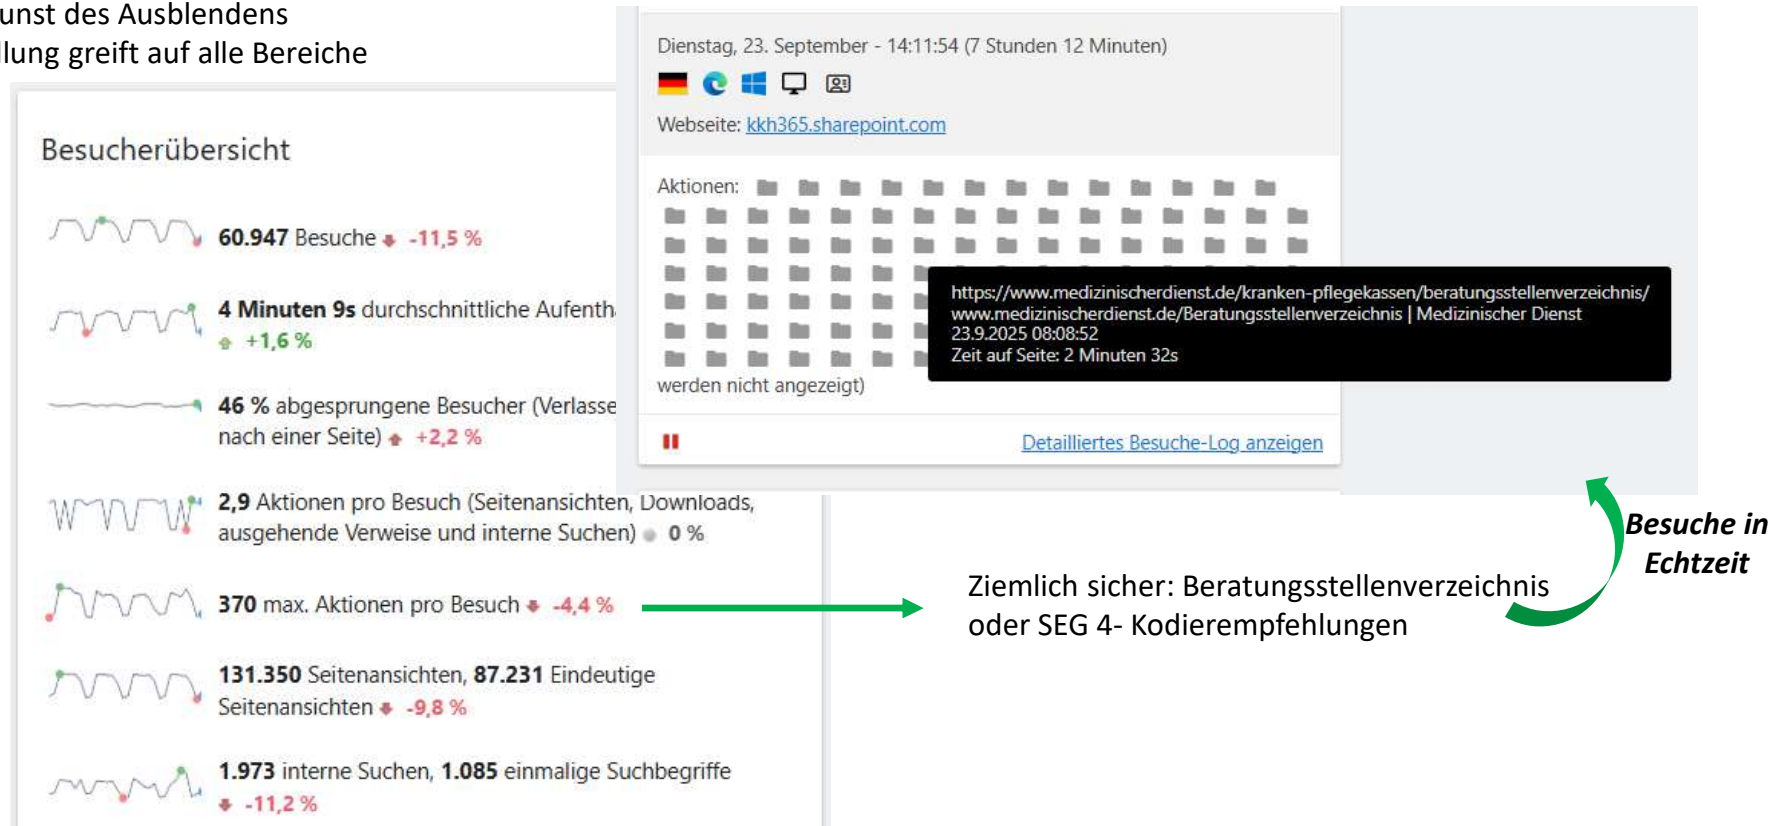 des Ausblendens
greift auf alle Bereiche
Besucherübersicht
60.947 Besuche -11,5 %
4 Minuten 9s durchschnittliche
+1,6 %
46 % abgesprungene Besucher
nach einer Seite) +2,2 %
2,9 Aktionen pro Besuch (Seitenansichten, Downloads,
ausgehende Verweise und interne Suchen) 0 %
370 max. Aktionen pro Besuch -4,4 %
131.350 Seitenansichten, 87.231 Eindeutige
Seitenansichten -9,8 %
1.973 interne Suchen, 1.085 einmalige Suchbegriffe
-11,2 %
Dienstag, 23. September - 14:11:54 (7 Stunden 12 Minuten)
Webseite: kkh365.sharepoint.com
Aktionen:
https://www.medizinischerdienst.de/kranken-pflegekassen/beratungsstellenverzeichnis/
www.medizinischerdienst.de/Beratungsstellenverzeichnis | Medizinischer Dienst
23.9.2025 08:08:52
Zeit auf Seite: 2 Minuten 32s
werden nicht angezeigt)
Detailliertes Besuche-Log anzeigen
Besuche in
Echtzeit
Ziemlich sicher: Beratungsstellenverzeichnis
oder SEG 4- Kodierempfehlungen